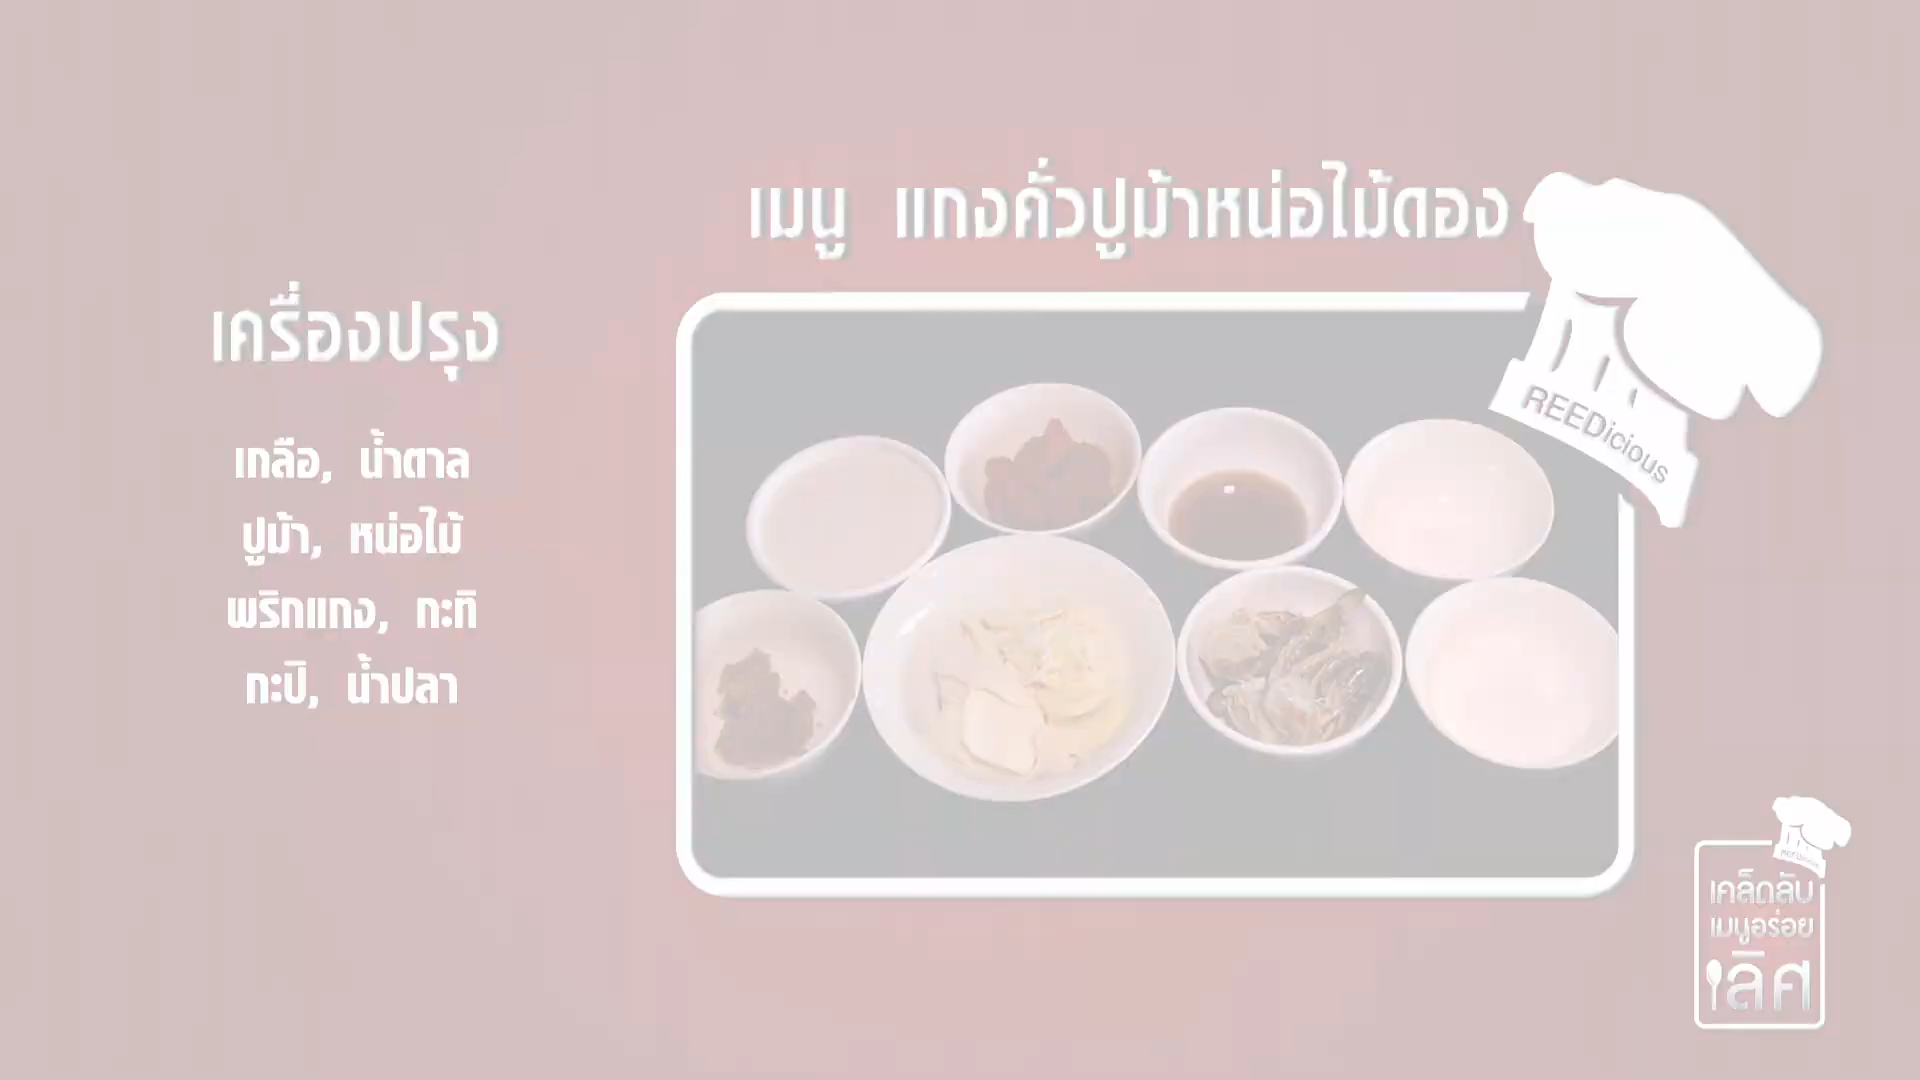 เมนู แกงคั่วปูม้าหน่อไม้ดอง
เครื่องปรุง
เกลือ, น้ำตาล
ปูม้า, หน่อไม้
พริกแกง, กะทิ
กะปิ, น้ำปลา
REEDicious
REEDicious
เคล็ดลับ
เมนูอร่อย
เลิศ